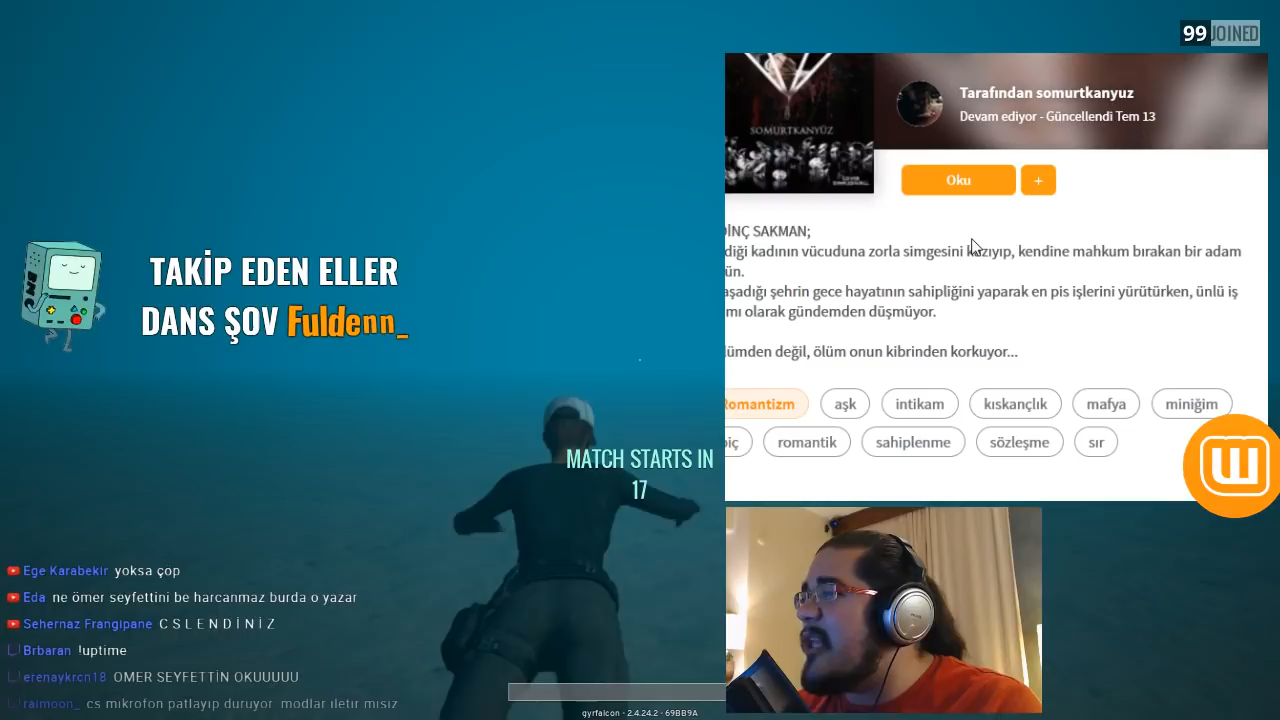 99 JOINED
SOMURTKANYÜZ
Tarafından somurtkanyuz
Devam ediyor - Güncellendi Tem 13
Oku
+
DİNÇ SAKMAN;
diği kadının vücuduna zorla simgesini kazıyıp, kendine mahkum bırakan bir adam
ün.
aşadığı şehrin gece hayatının sahipliğini yaparak en pis işlerini yürütürken, ünlü iş
mı olarak gündemden düşmüyor.
lümden değil, ölüm onun kibrinden korkuyor...
Romantizm aşk intikam kıskançlık mafya miniğim
iç romantik sahiplenme sözleşme sır
BMO
TAKİP EDEN ELLER
DANS ŞOV Fuldenn_
MATCH STARTS IN
17
Ege Karabekir yoksa çop
Eda ne ömer seyfettini be harcanmaz burda o yazar
Sehernaz Frangipane C S L E N D İ N İ Z
Brbaran !uptime
erenaykrcn18 OMER SEYFETTİN OKUUUUU
raimoon_ cs mikrofon patlayıp duruyor modlar iletir misiz
gyrfalcon - 2.4.24.2 - 69BB9A